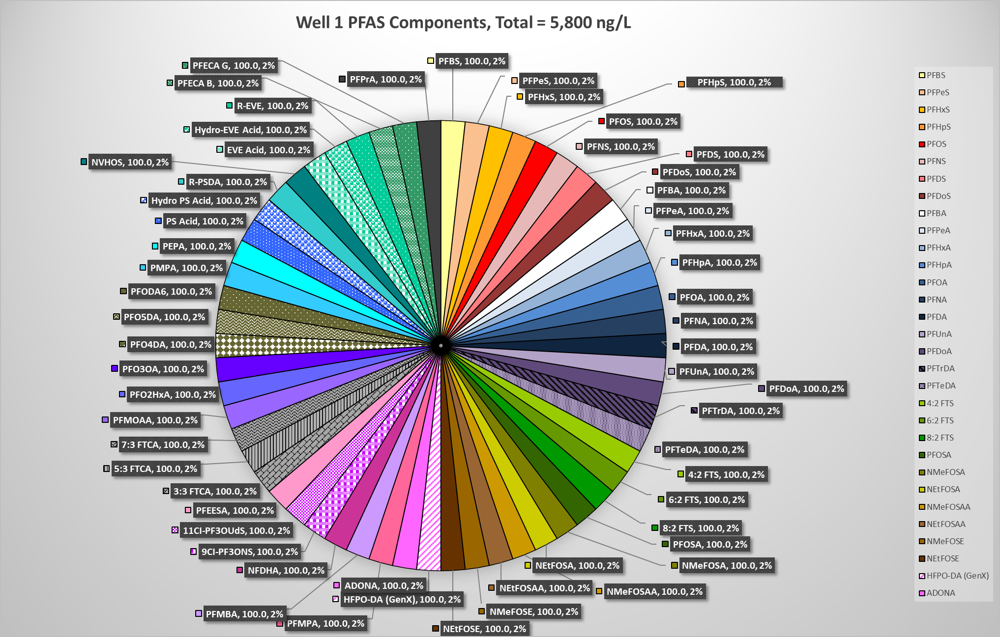 Well 1 PFAS Components, Total = 5,800 ng/L
PFBS, 100.0, 2%
PFPeS, 100.0, 2%
PFHxS, 100.0, 2%
PFHpS, 100.0, 2%
PFOS, 100.0, 2%
PFNS, 100.0, 2%
PFDS, 100.0, 2%
PFDoS, 100.0, 2%
PFBA, 100.0, 2%
PFPeA, 100.0, 2%
PFHxA, 100.0, 2%
PFHpA, 100.0, 2%
PFOA, 100.0, 2%
PFNA, 100.0, 2%
PFDA, 100.0, 2%
PFUnA, 100.0, 2%
PFDoA, 100.0, 2%
PFTrDA, 100.0, 2%
PFTeDA, 100.0, 2%
4:2 FTS, 100.0, 2%
6:2 FTS, 100.0, 2%
8:2 FTS, 100.0, 2%
PFOSA, 100.0, 2%
NMeFOSA, 100.0, 2%
NEtFOSA, 100.0, 2%
NMeFOSAA, 100.0, 2%
NEtFOSAA, 100.0, 2%
NMeFOSE, 100.0, 2%
NEtFOSE, 100.0, 2%
HFPO-DA (GenX), 100.0, 2%
ADONA, 100.0, 2%
PFMPA, 100.0, 2%
PFMBA, 100.0, 2%
NFDHA, 100.0, 2%
9Cl-PF3ONS, 100.0, 2%
11Cl-PF3OUdS, 100.0, 2%
PFEESA, 100.0, 2%
3:3 FTCA, 100.0, 2%
5:3 FTCA, 100.0, 2%
7:3 FTCA, 100.0, 2%
PFMOAA, 100.0, 2%
PFO2HxA, 100.0, 2%
PFO3OA, 100.0, 2%
PFO4DA, 100.0, 2%
PFO5DA, 100.0, 2%
PFODA6, 100.0, 2%
PMPA, 100.0, 2%
PEPA, 100.0, 2%
PS Acid, 100.0, 2%
Hydro PS Acid, 100.0, 2%
R-PSDA, 100.0, 2%
NVHOS, 100.0, 2%
EVE Acid, 100.0, 2%
Hydro-EVE Acid, 100.0, 2%
R-EVE, 100.0, 2%
PFECA B, 100.0, 2%
PFECA G, 100.0, 2%
PFPrA, 100.0, 2%
PFBS
PFPeS
PFHxS
PFHpS
PFOS
PFNS
PFDS
PFDoS
PFBA
PFPeA
PFHxA
PFHpA
PFOA
PFNA
PFDA
PFUnA
PFDoA
PFTrDA
PFTeDA
4:2 FTS
6:2 FTS
8:2 FTS
PFOSA
NMeFOSA
NEtFOSA
NMeFOSAA
NEtFOSAA
NMeFOSE
NEtFOSE
HFPO-DA (GenX)
ADONA